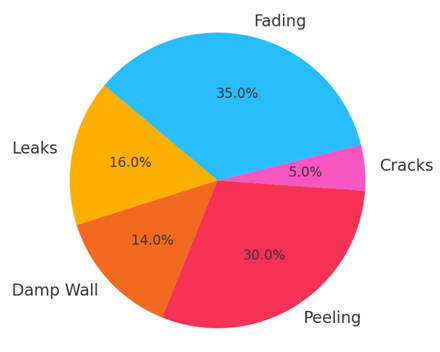 Fading
35.0%
Leaks
16.0%
Cracks
5.0%
Damp Wall
14.0%
Peeling
30.0%